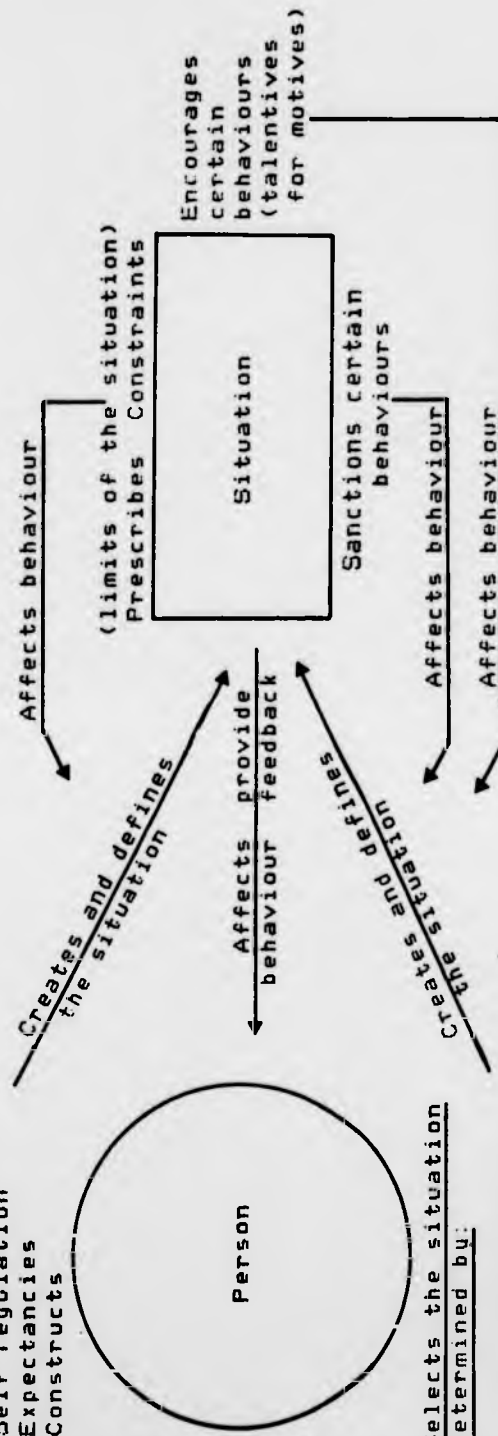 Self regulation
Expectancies
Constructs
Person
elects the situation
etermined by:
Creates and defines
the situation
Affects provide
behaviour feedback
Creates and defines
the situation
Affects behaviour
(limits of the situation)
Prescribes Constraints
Situation
Encourages
certain
behaviours
(talentives
for motives)
Sanctions certain
behaviours
Affects behaviour
Affects behaviour